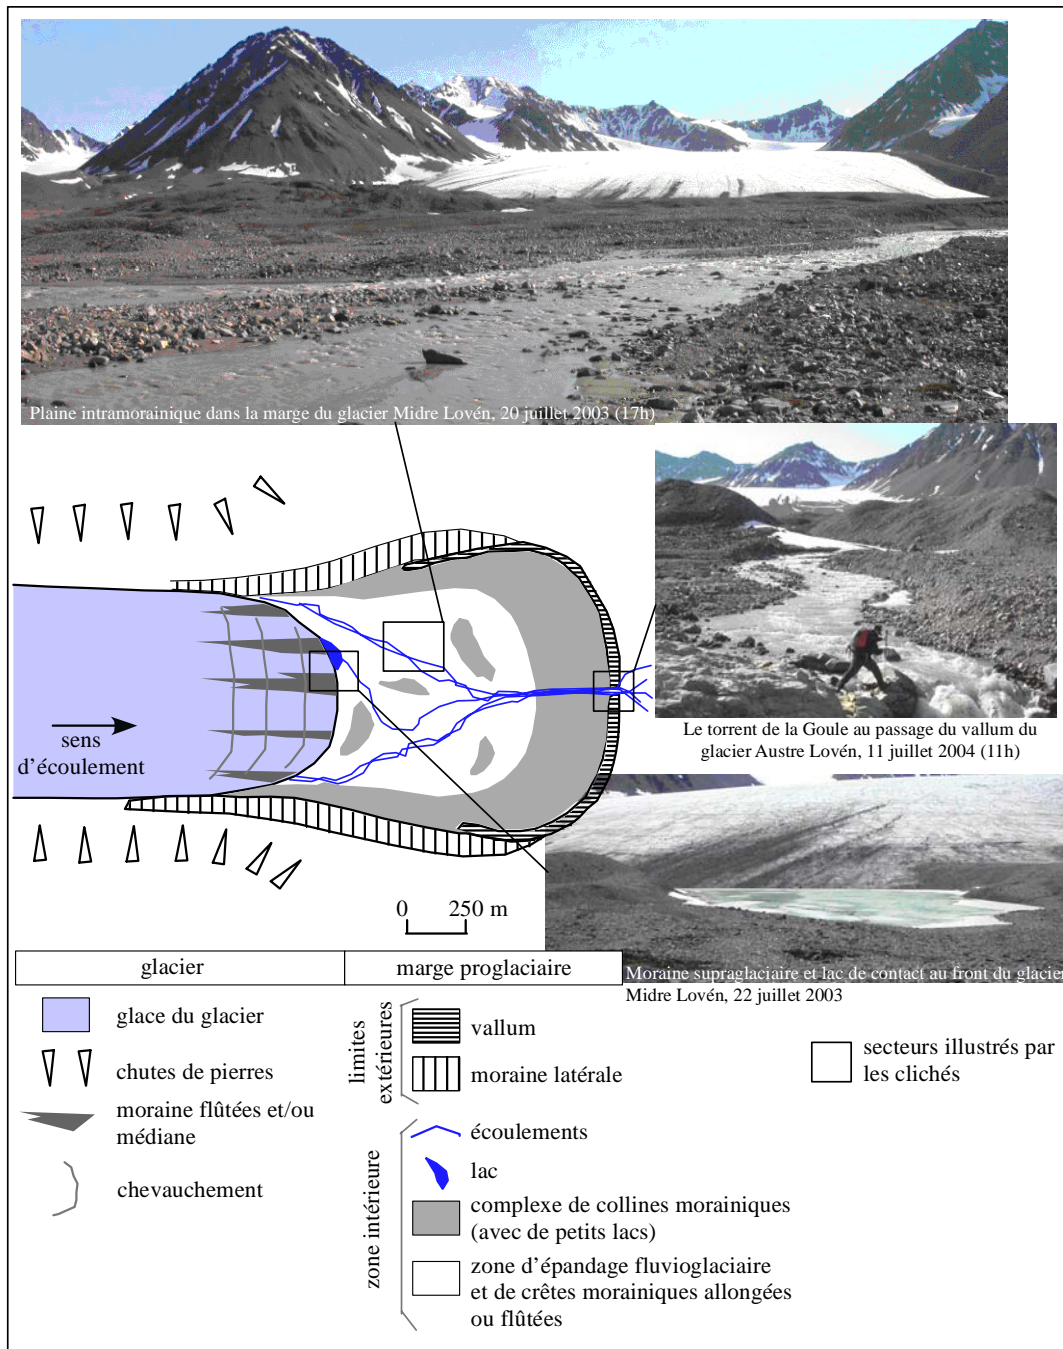 Plaine intramorainique dans la marge du glacier Midre Lovén, 20 juillet 2003 (17h)
Le torrent de la Goule au passage du vallum du
glacier Austre Lovén, 11 juillet 2004 (11h)
sens
d'écoulement
0 250 m
Moraine supraglaciaire et lac de contact au front du glacier
Midre Lovén, 22 juillet 2003
glacier
marge proglaciaire
glace du glacier
chutes de pierres
moraine flûtées et/ou
médiane
chevauchement
limites
extérieures
vallum
moraine latérale
zone intérieure
écoulements
lac
complexe de collines morainiques
(avec de petits lacs)
zone d'épandage fluvioglaciaire
et de crêtes morainiques allongées
ou flûtées
secteurs illustrés par
les clichés